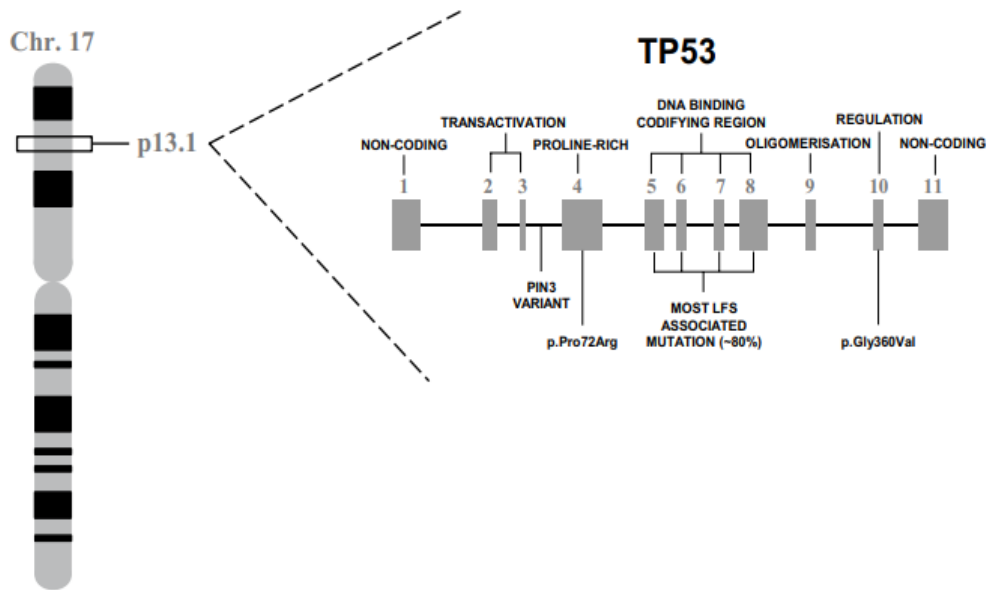 Chr. 17
p13.1
TP53
NON-CODING
TRANSACTIVATION
PROLINE-RICH
DNA BINDING
CODIFYING REGION
OLIGOMERISATION
REGULATION
NON-CODING
1
2
3
4
5
6
7
8
9
10
11
PIN3
VARIANT
p.Pro72Arg
MOST LFS
ASSOCIATED
MUTATION (~80%)
p.Gly360Val